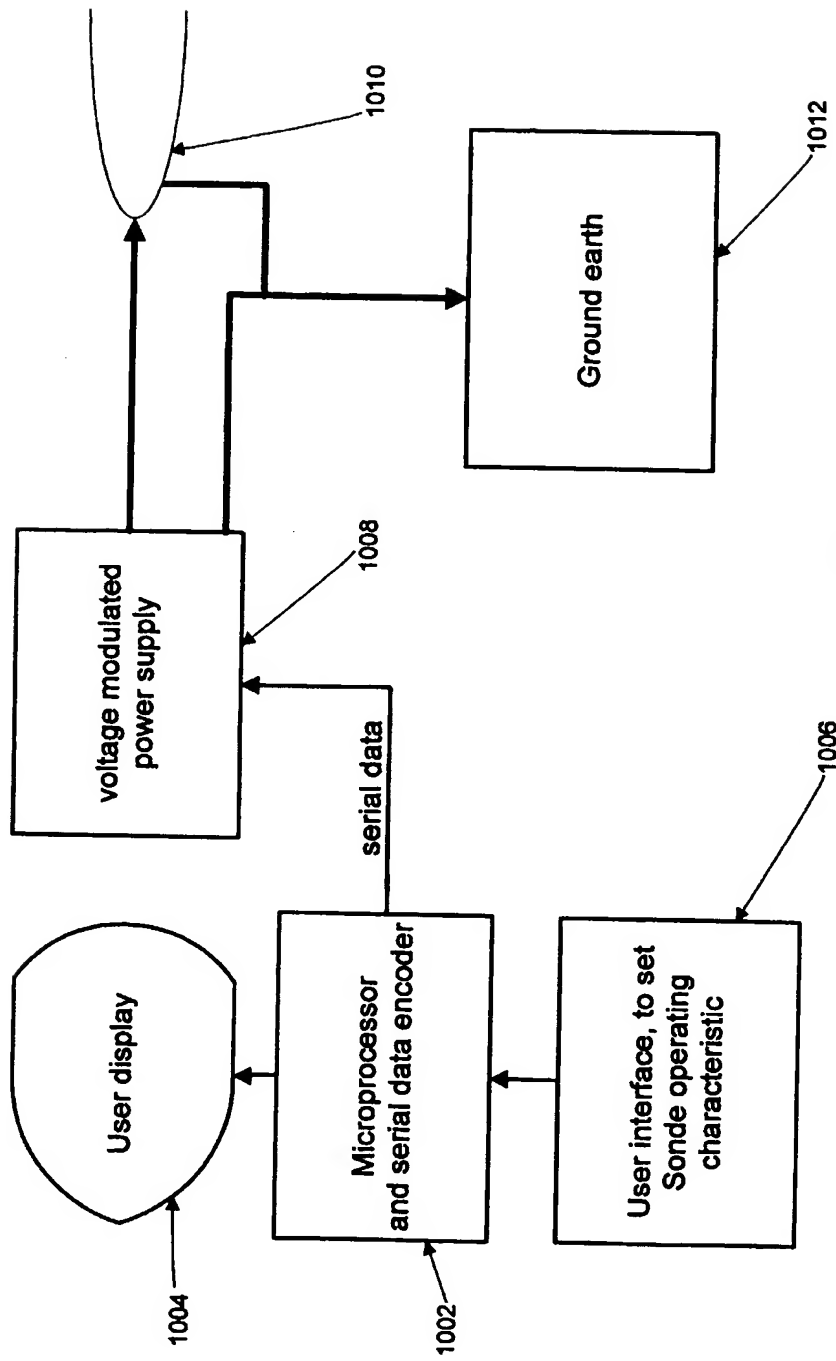 User display
1004
Microprocessor
and serial data encoder
1002
User interface, to set
Sonde operating
characteristic
1006
serial data
voltage modulated
power supply
1008
1010
Ground earth
1012